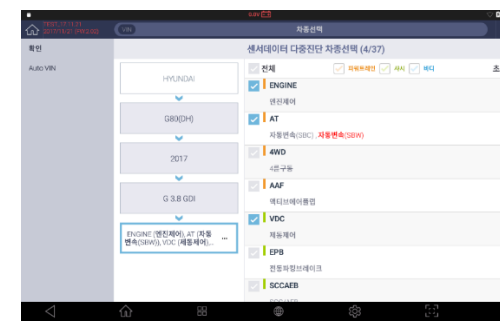 VIN
차종선택
확인
센서데이터 다중진단 차종선택 (4/37)
Auto VIN
전체
파워트레인
샤시
바디
초
HYUNDAI
ENGINE
엔진제어
G80(DH)
AT
자동변속(SBC) , 자동변속(SBW)
2017
4WD
4륜구동
AAF
액티브에어플랩
G 3.8 GDI
VDC
제동제어
ENGINE (엔진제어), AT (자동
변속(SBW)), VDC (제동제어),...
EPB
전동파킹브레이크
SCCAEB